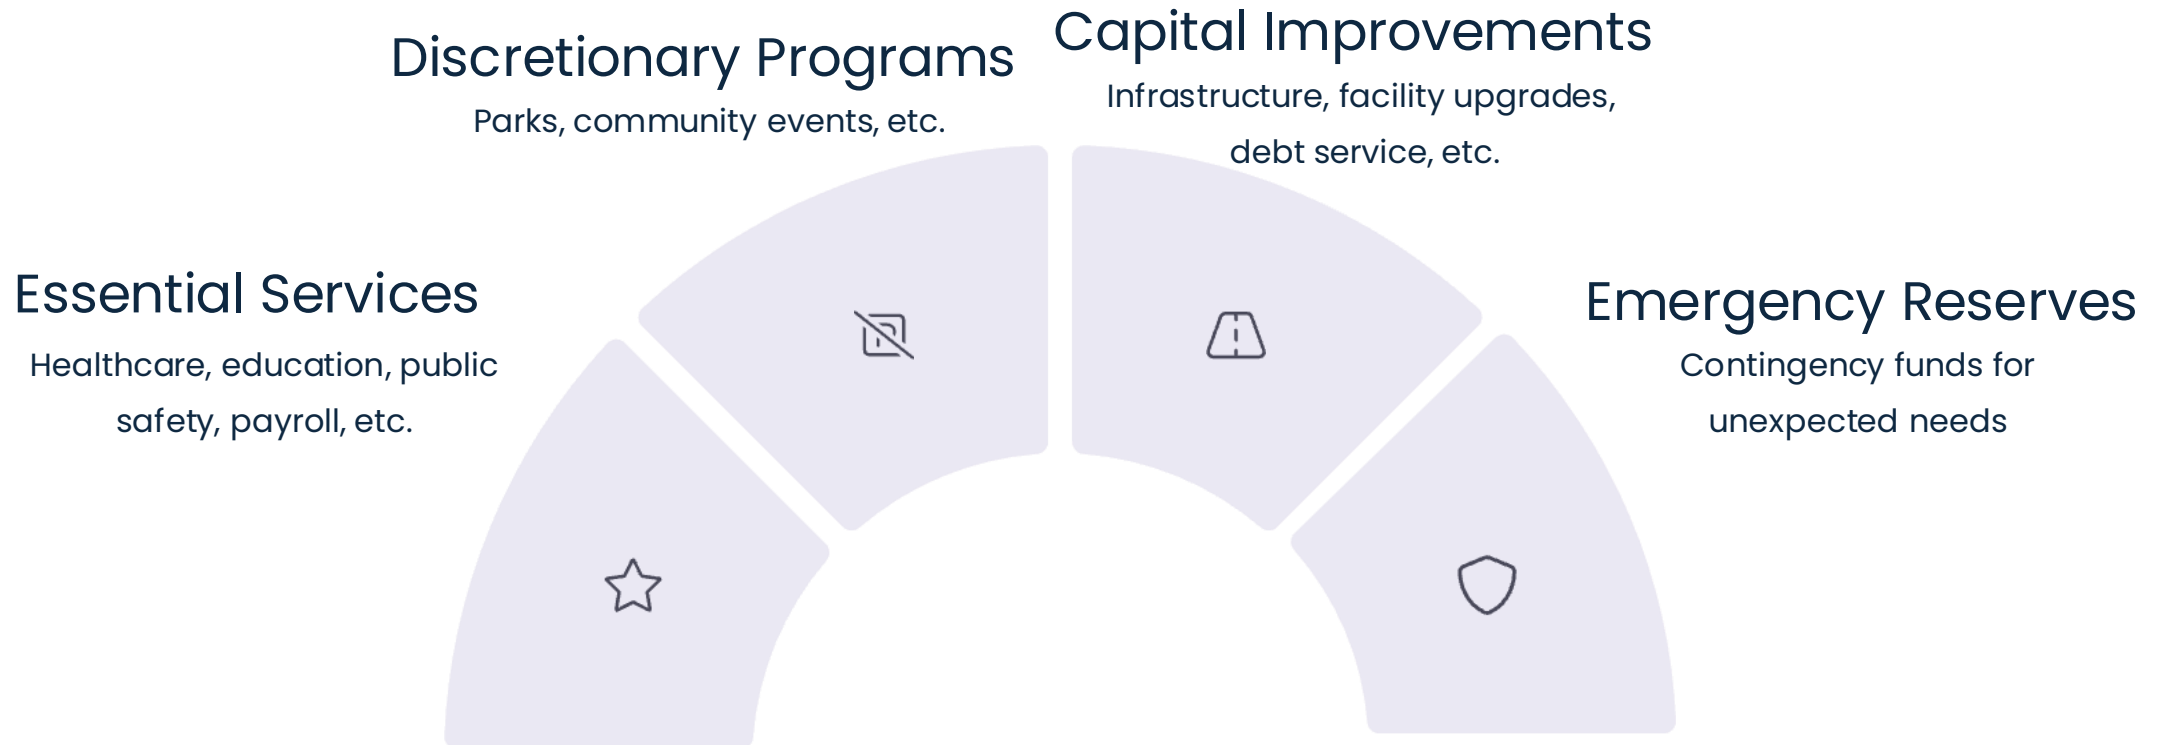 Discretionary Programs
Parks, community events, etc.
Capital Improvements
Infrastructure, facility upgrades,
debt service, etc.
Essential Services
Healthcare, education, public
safety, payroll, etc.
Emergency Reserves
Contingency funds for
unexpected needs